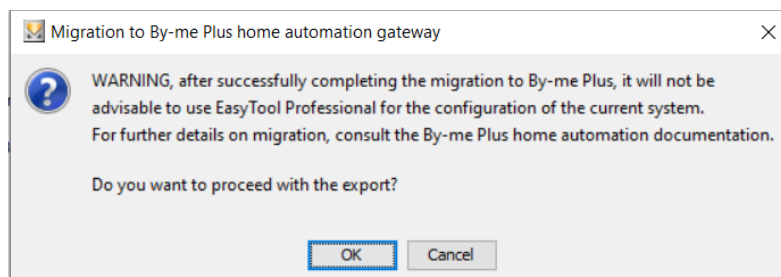 Migration to By-me Plus home automation gateway
WARNING, after successfully completing the migration to By-me Plus, it will not be
advisable to use EasyTool Professional for the configuration of the current system.
For further details on migration, consult the By-me Plus home automation documentation.
Do you want to proceed with the export?
OK Cancel